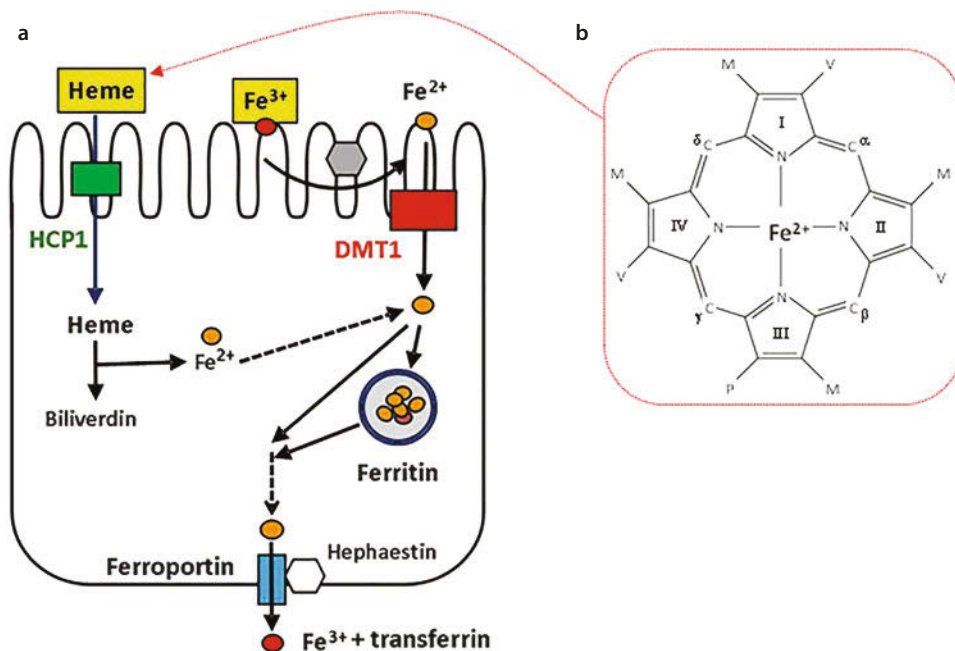 a
Heme
Fe3+
Fe2+
HCP1
DMT1
Heme
Fe2+
Biliverdin
Ferritin
Ferroportin
Hephaestin
Fe3+ + transferrin
b
M
V
I
δ
C
C
α
N
M
M
IV
N
Fe2+
N
II
V
V
N
γ
C
C
β
III
P
M